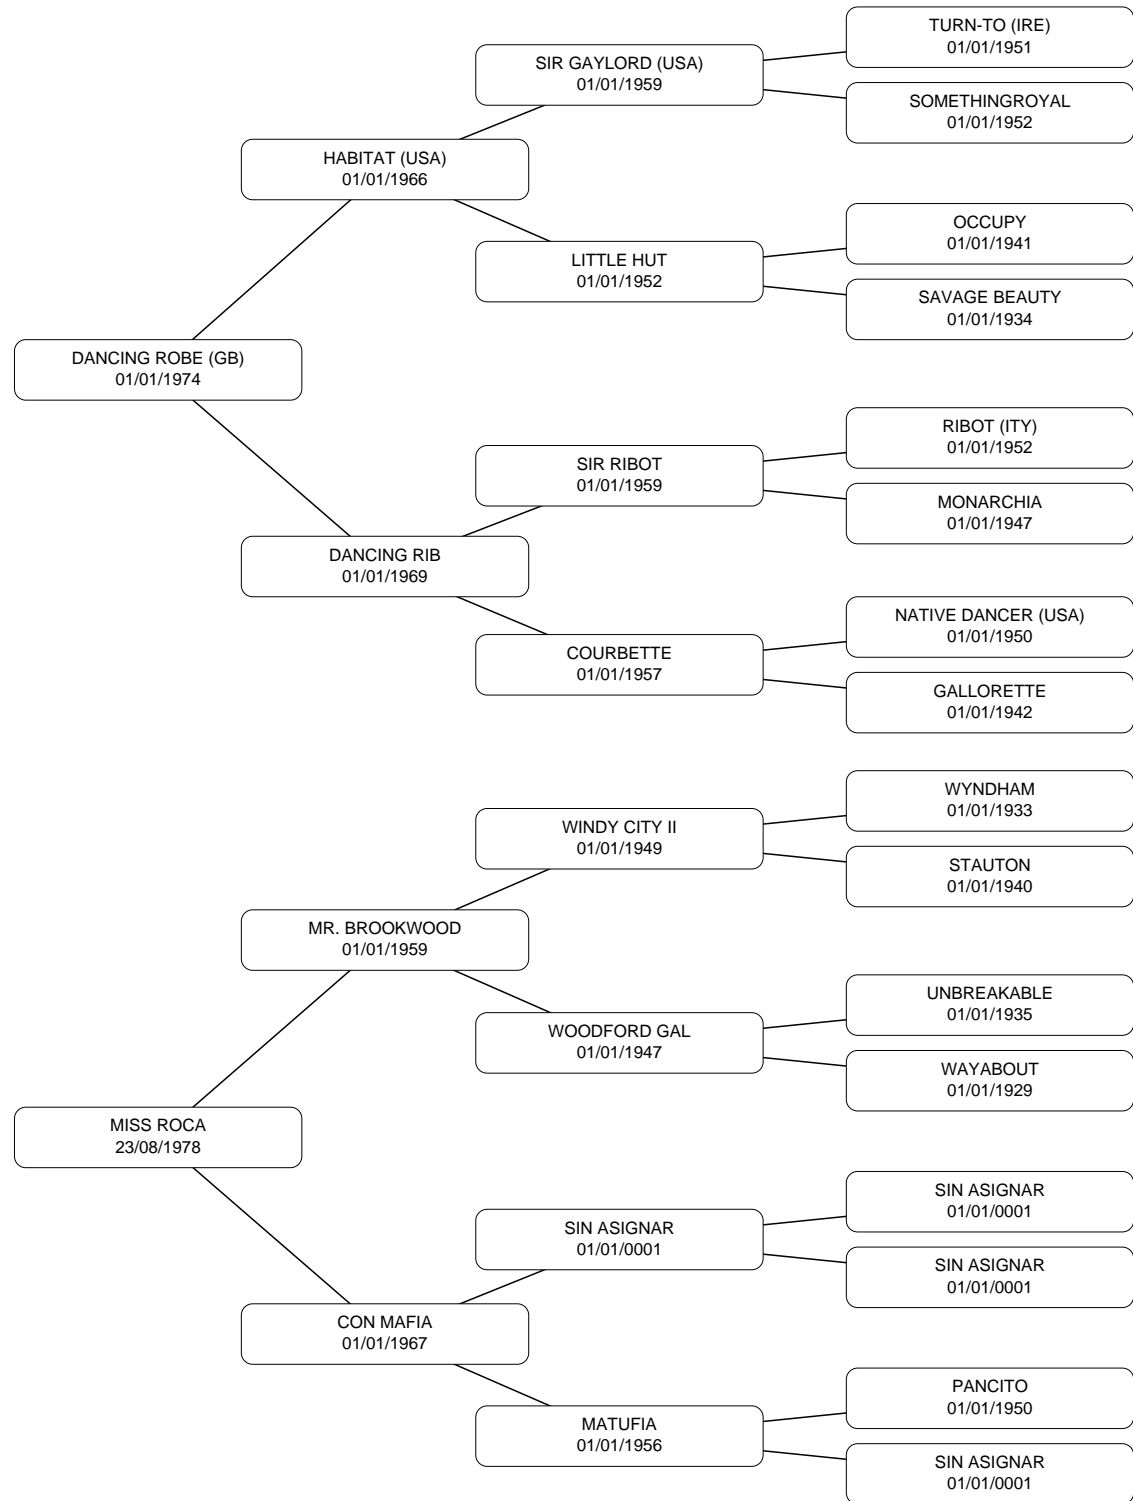 TURN-TO (IRE)
01/01/1951
SIR GAYLORD (USA)
01/01/1959
SOMETHINGROYAL
01/01/1952
HABITAT (USA)
01/01/1966
OCCUPY
01/01/1941
LITTLE HUT
01/01/1952
SAVAGE BEAUTY
01/01/1934
DANCING ROBE (GB)
01/01/1974
RIBOT (ITY)
01/01/1952
SIR RIBOT
01/01/1959
MONARCHIA
01/01/1947
DANCING RIB
01/01/1969
NATIVE DANCER (USA)
01/01/1950
COURBETTE
01/01/1957
GALLORETTE
01/01/1942
WYNDHAM
01/01/1933
WINDY CITY II
01/01/1949
STAUTON
01/01/1940
MR. BROOKWOOD
01/01/1959
UNBREAKABLE
01/01/1935
WOODFORD GAL
01/01/1947
WAYABOUT
01/01/1929
MISS ROCA
23/08/1978
SIN ASIGNAR
01/01/0001
SIN ASIGNAR
01/01/0001
SIN ASIGNAR
01/01/0001
CON MAFIA
01/01/1967
PANCITO
01/01/1950
MATUFIA
01/01/1956
SIN ASIGNAR
01/01/0001